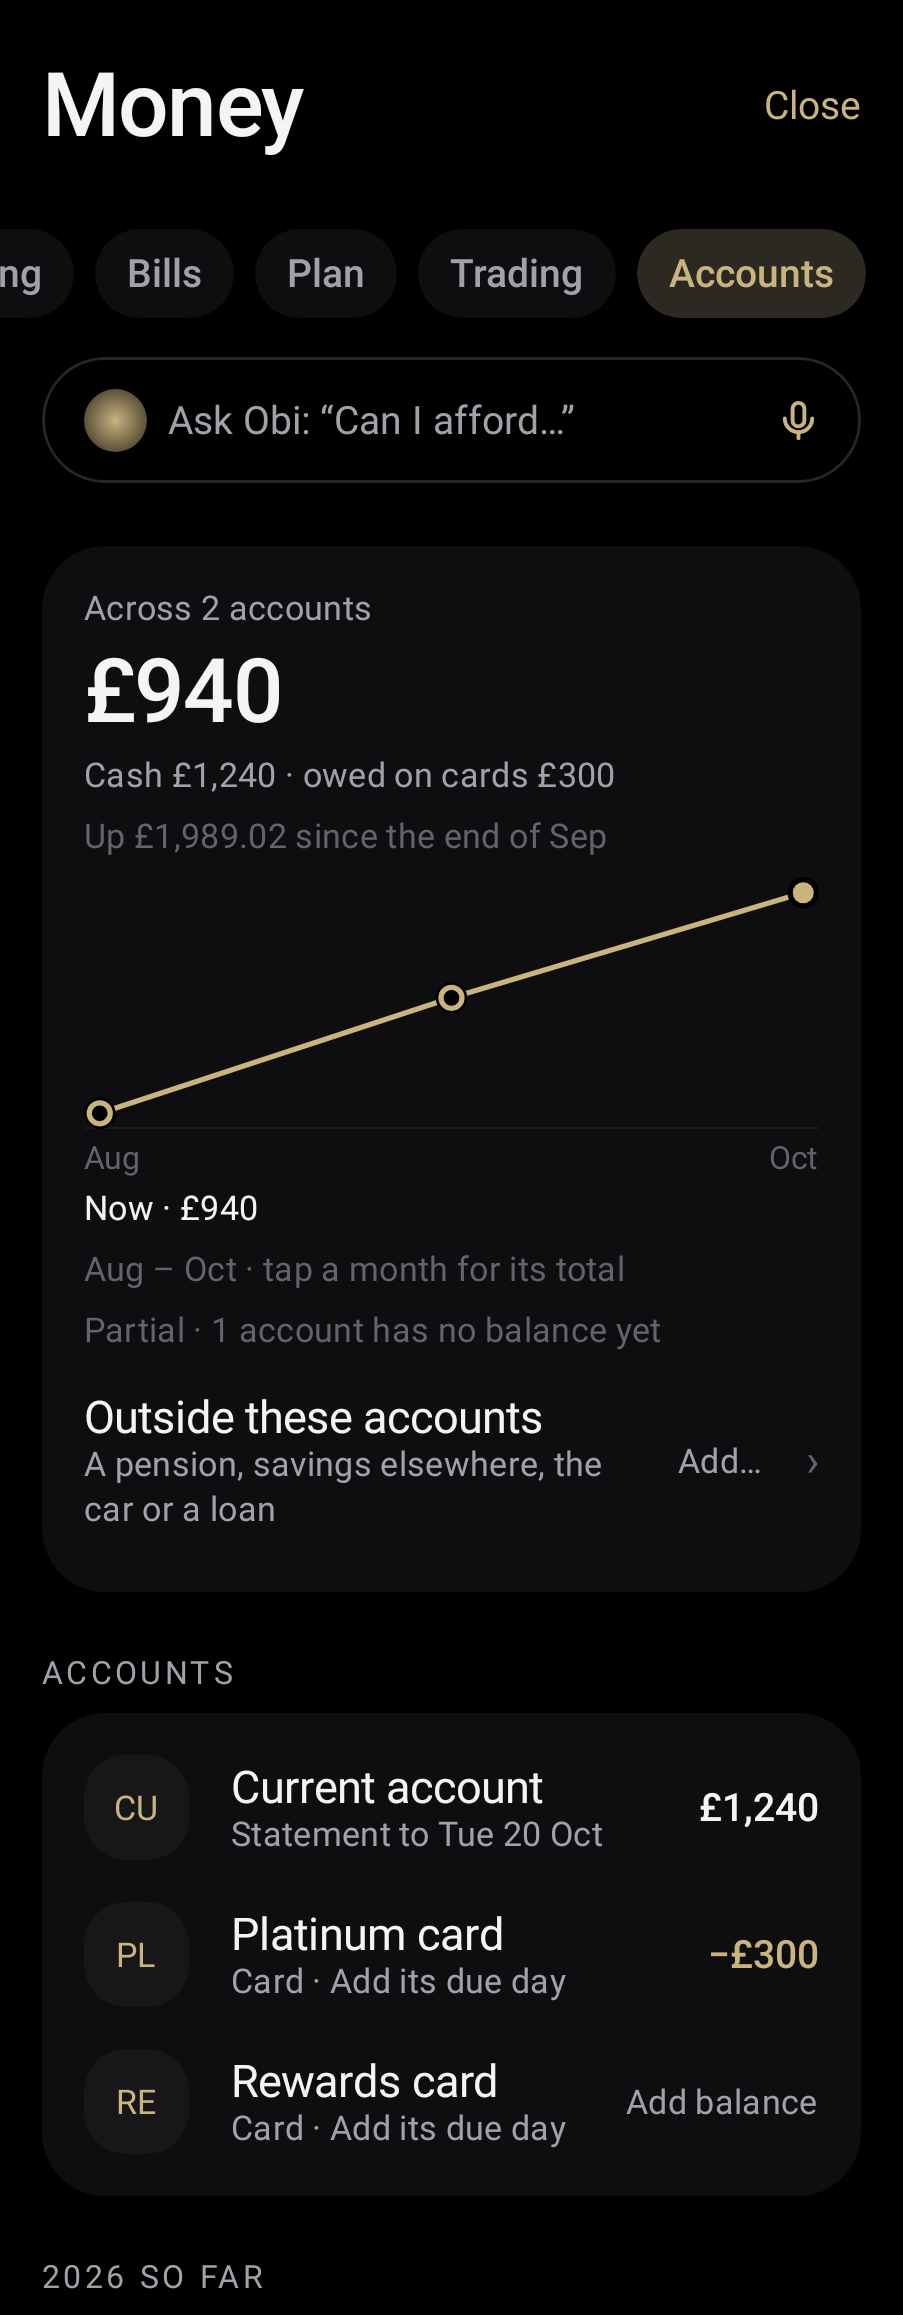 Money
Close
ng
Bills
Plan
Trading
Accounts
Ask Obi: “Can I afford…”
Across 2 accounts
£940
Cash £1,240 · owed on cards £300
Up £1,989.02 since the end of Sep
Aug
Oct
Now · £940
Aug – Oct · tap a month for its total
Partial · 1 account has no balance yet
Outside these accounts
A pension, savings elsewhere, the
car or a loan
Add… ›
ACCOUNTS
CU
Current account
Statement to Tue 20 Oct
£1,240
PL
Platinum card
Card · Add its due day
−£300
RE
Rewards card
Card · Add its due day
Add balance
2026 SO FAR